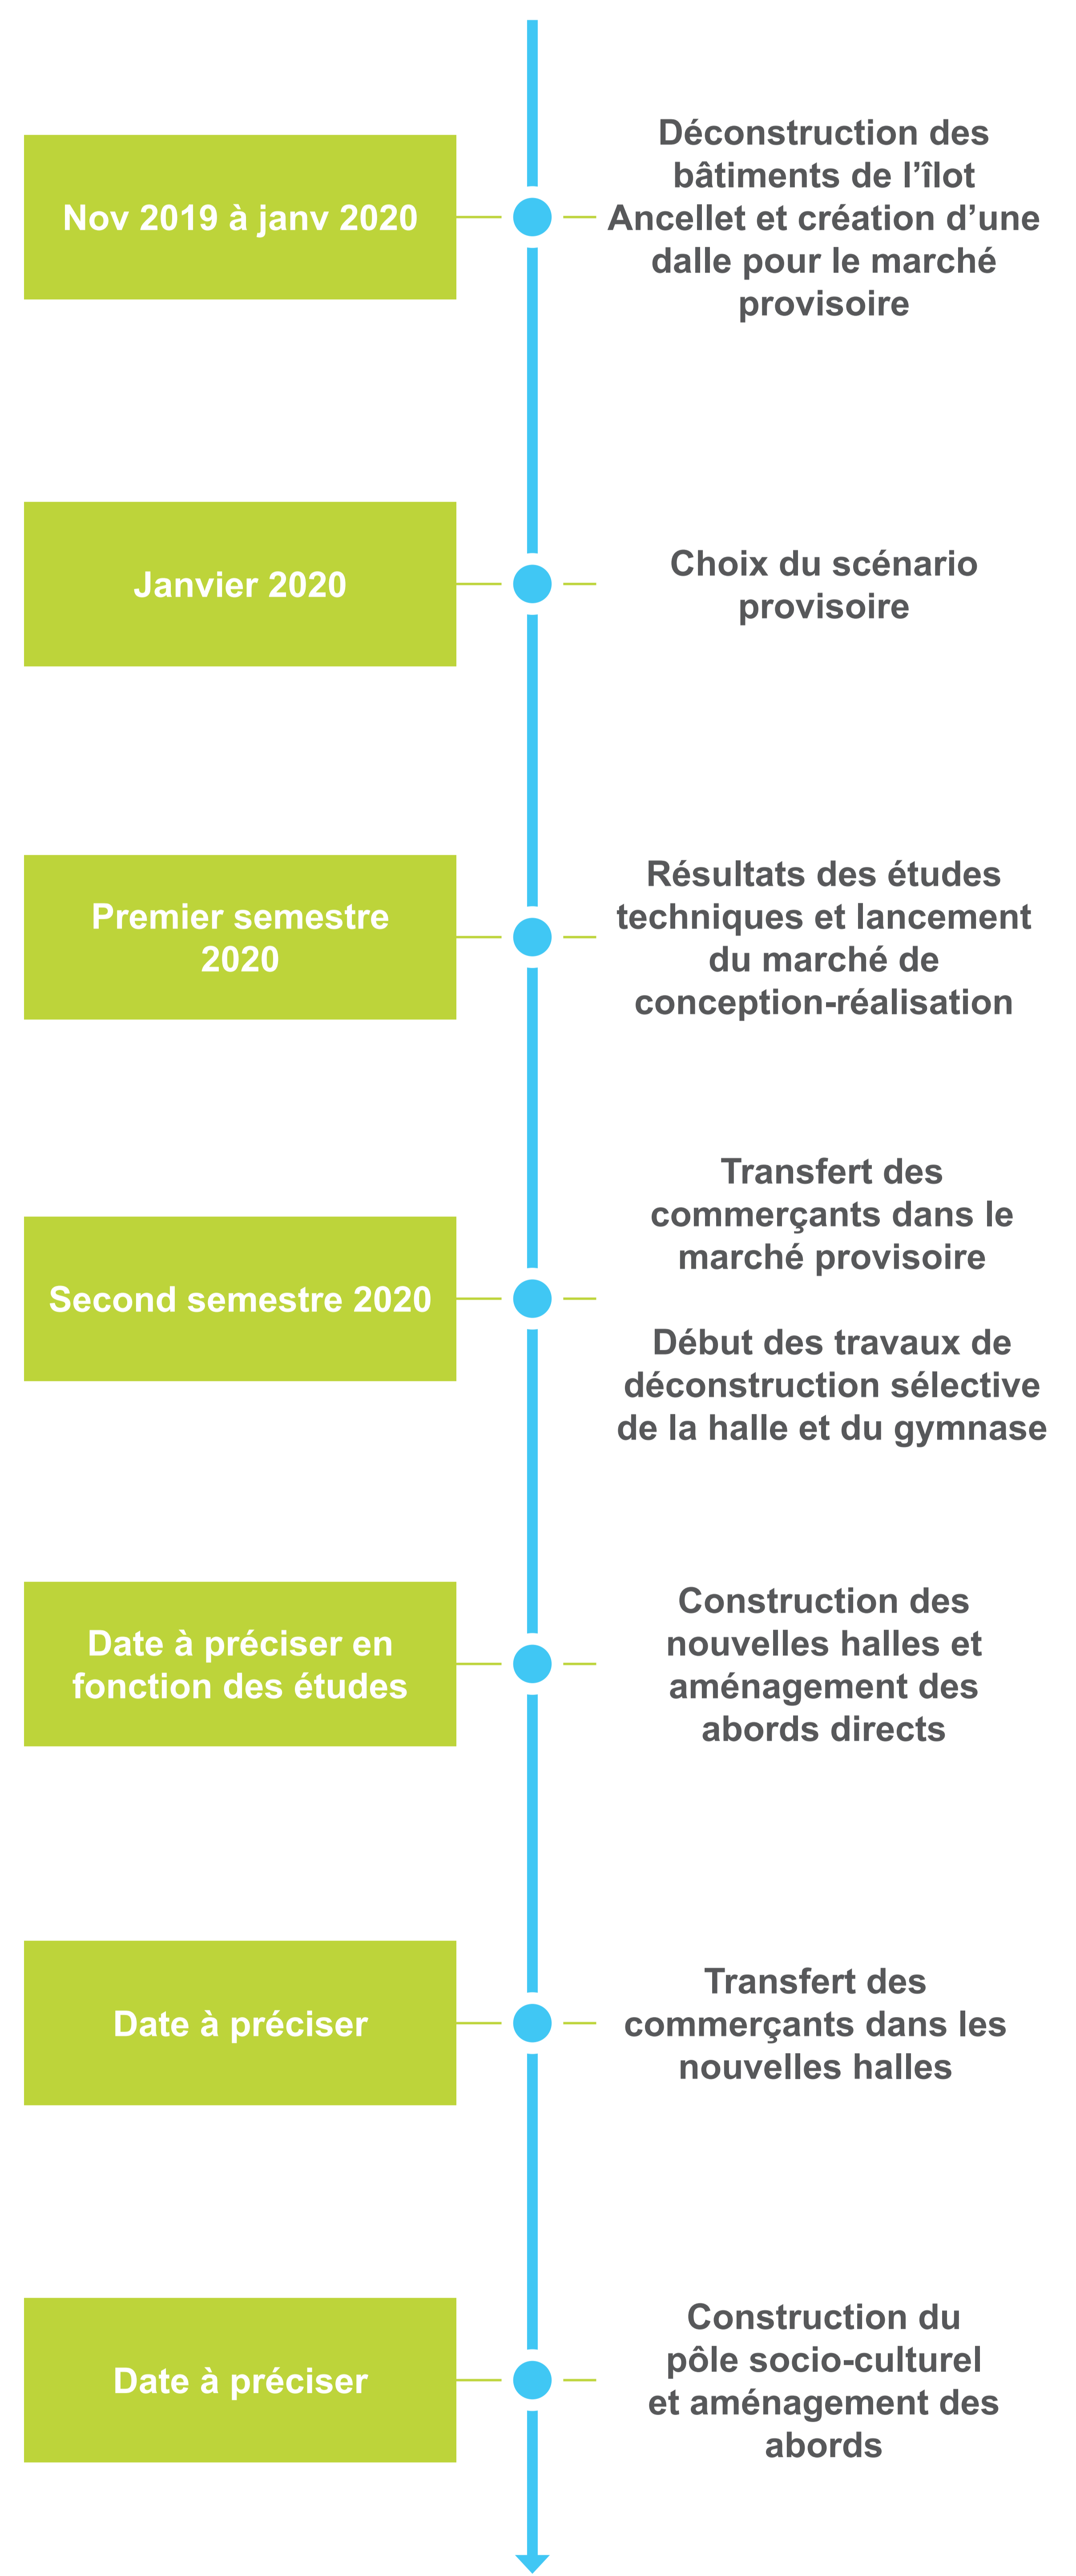 Nov 2019 à janv 2020
Déconstruction des
bâtiments de l’îlot
Ancellet et création d’une
dalle pour le marché
provisoire
Janvier 2020
Choix du scénario
provisoire
Premier semestre
2020
Résultats des études
techniques et lancement
du marché de
conception-réalisation
Second semestre 2020
Transfert des
commerçants dans le
marché provisoire
Début des travaux de
déconstruction sélective
de la halle et du gymnase
Date à préciser en
fonction des études
Construction des
nouvelles halles et
aménagement des
abords directs
Date à préciser
Transfert des
commerçants dans les
nouvelles halles
Date à préciser
Construction du
pôle socio-culturel
et aménagement des
abords